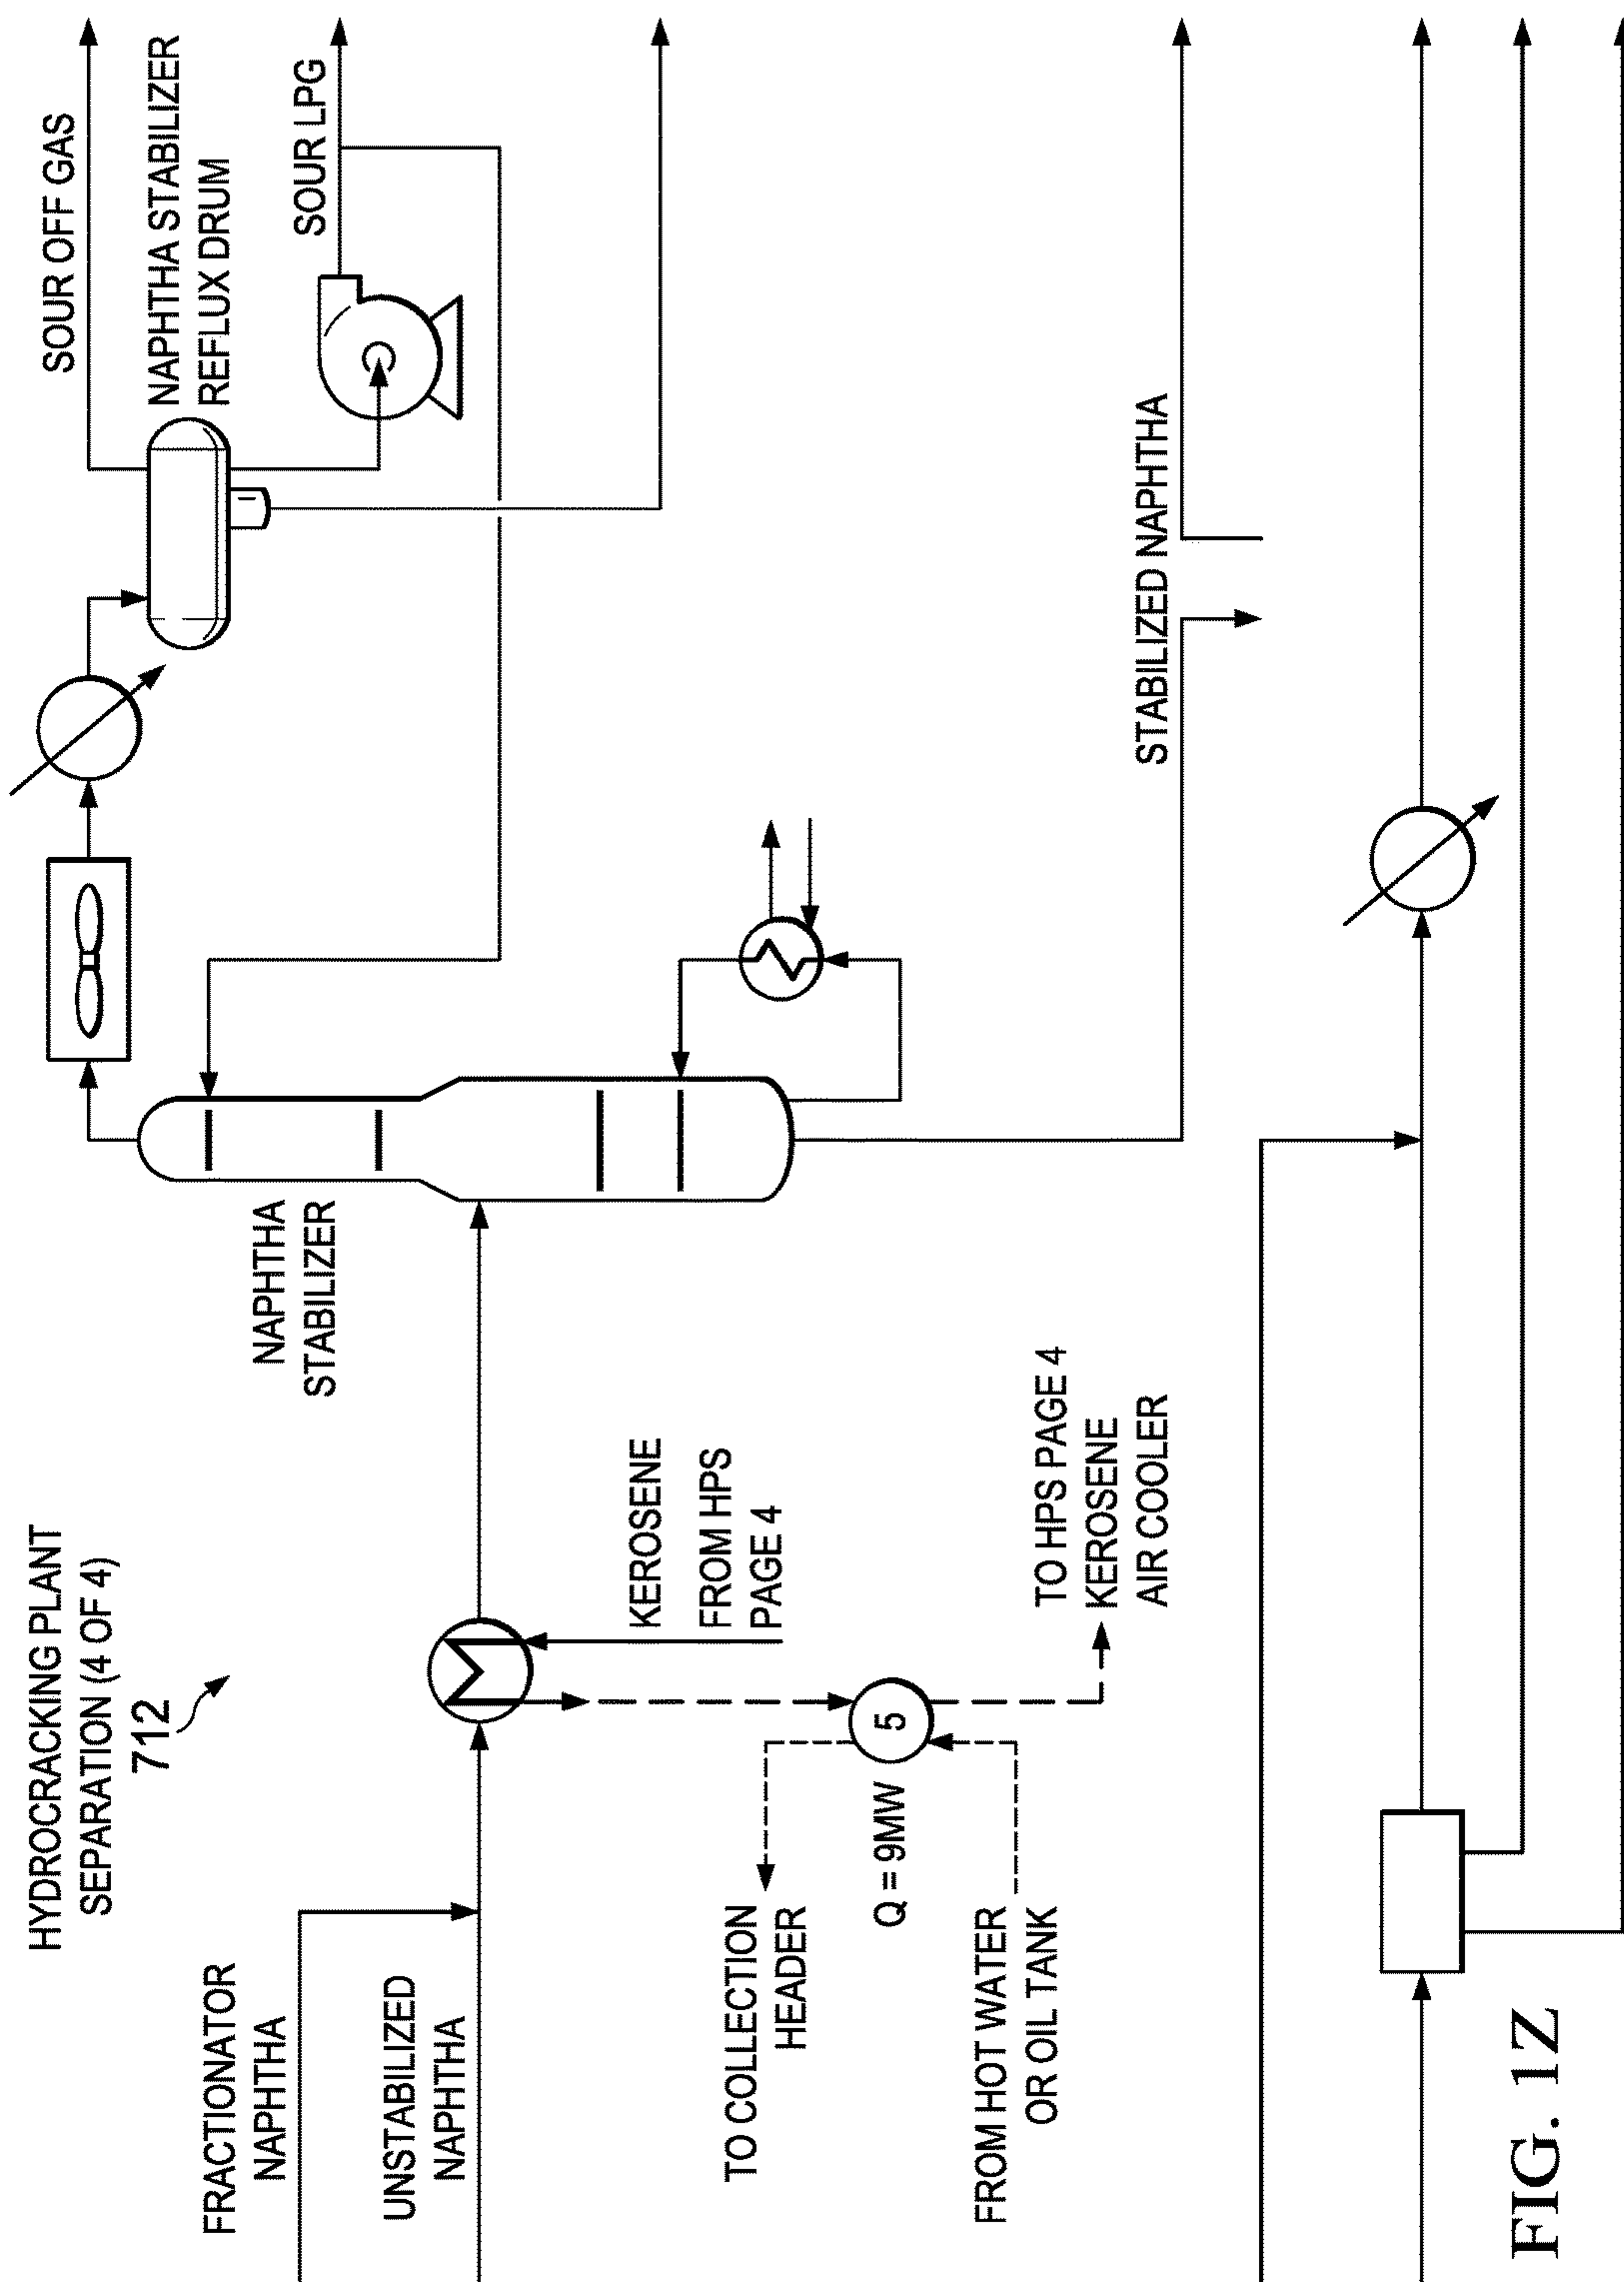 HYDROCRACKING PLANT
SEPARATION (4 OF 4)
712
FRACTIONATOR
NAPHTHA
UNSTABILIZED
NAPHTHA
NAPHTHA
STABILIZER
SOUR OFF GAS
NAPHTHA STABILIZER
REFLUX DRUM
SOUR LPG
KEROSENE
FROM HPS
PAGE 4
TO COLLECTION
HEADER
Q = 9MW
5
FROM HOT WATER
OR OIL TANK
TO HPS PAGE 4
KEROSENE
AIR COOLER
STABILIZED NAPHTHA
FIG. 1Z